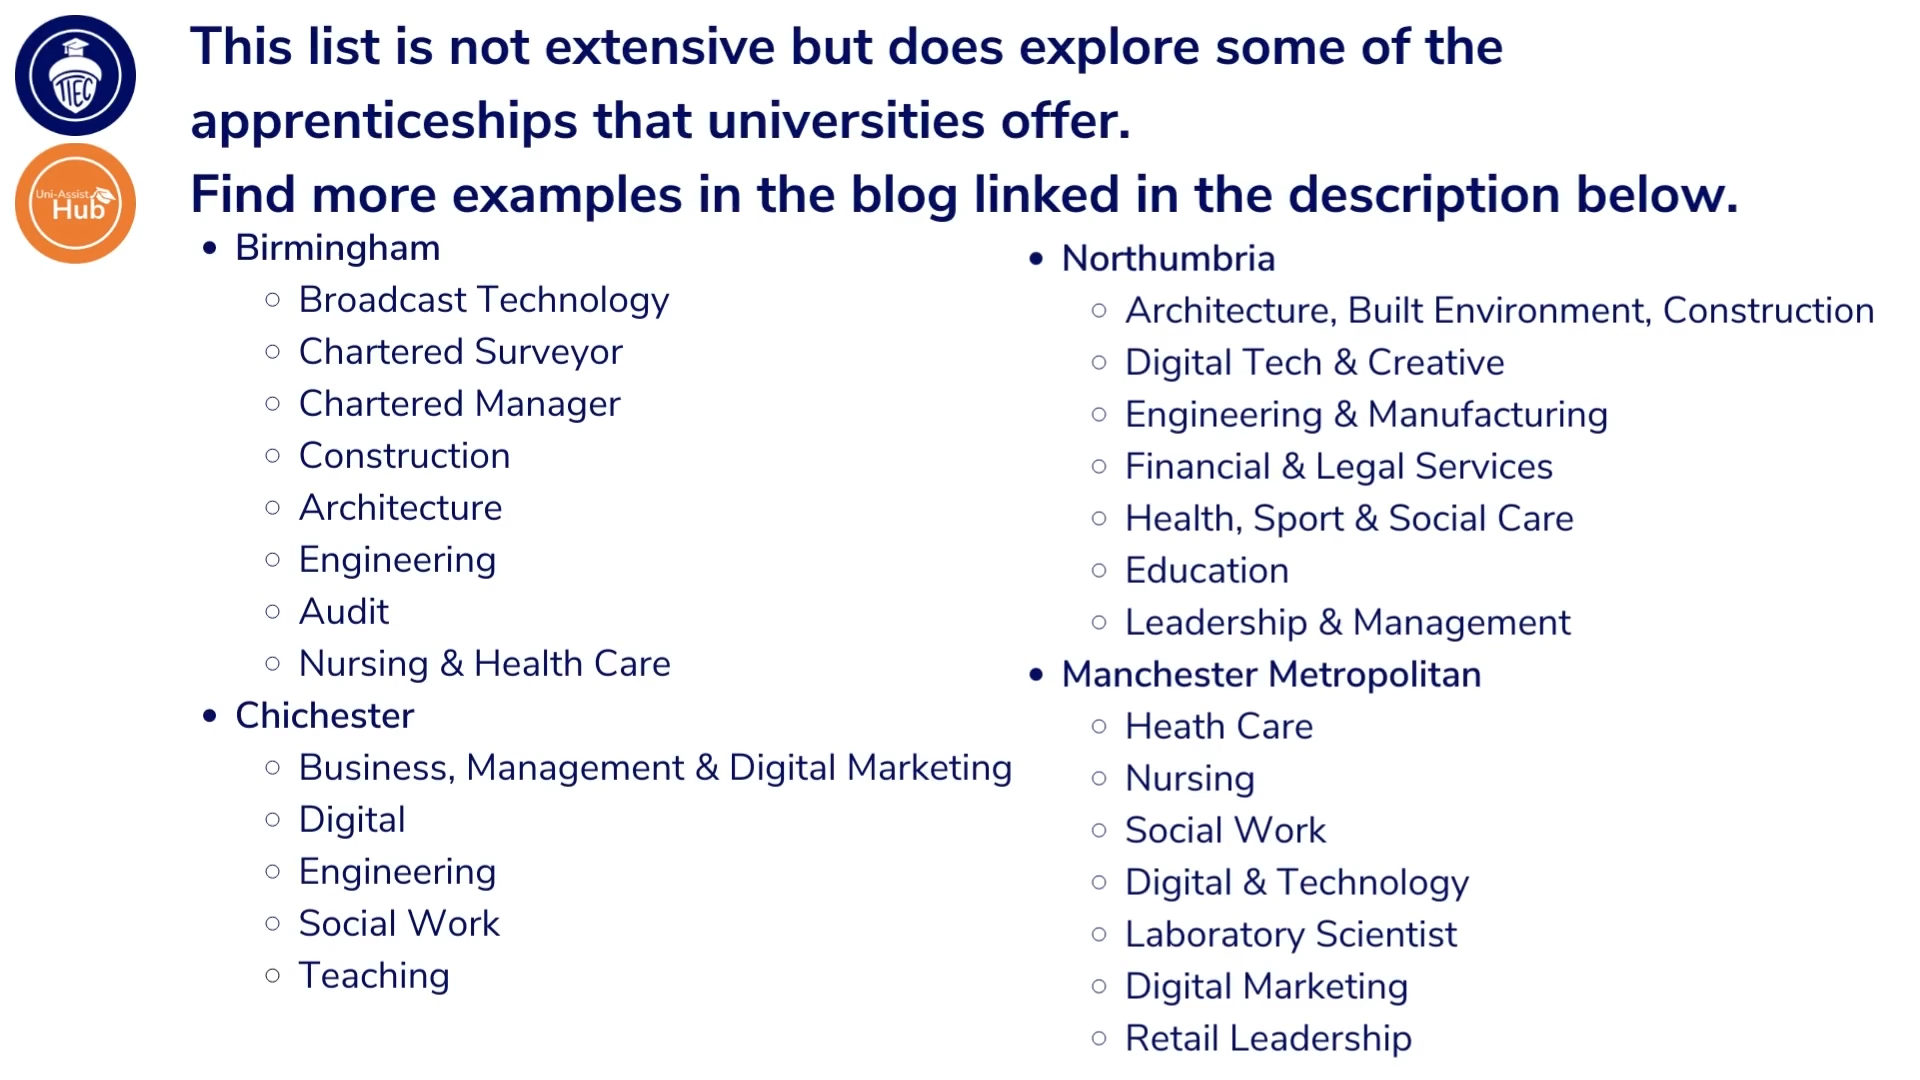 This list is not extensive but does explore some of the
apprenticeships that universities offer.
Find more examples in the blog linked in the description below.
TIEC
Uni-Assist
Hub
• Birmingham
○ Broadcast Technology
○ Chartered Surveyor
○ Chartered Manager
○ Construction
○ Architecture
○ Engineering
○ Audit
○ Nursing & Health Care
• Chichester
○ Business, Management & Digital Marketing
○ Digital
○ Engineering
○ Social Work
○ Teaching
• Northumbria
○ Architecture, Built Environment, Construction
○ Digital Tech & Creative
○ Engineering & Manufacturing
○ Financial & Legal Services
○ Health, Sport & Social Care
○ Education
○ Leadership & Management
• Manchester Metropolitan
○ Heath Care
○ Nursing
○ Social Work
○ Digital & Technology
○ Laboratory Scientist
○ Digital Marketing
○ Retail Leadership